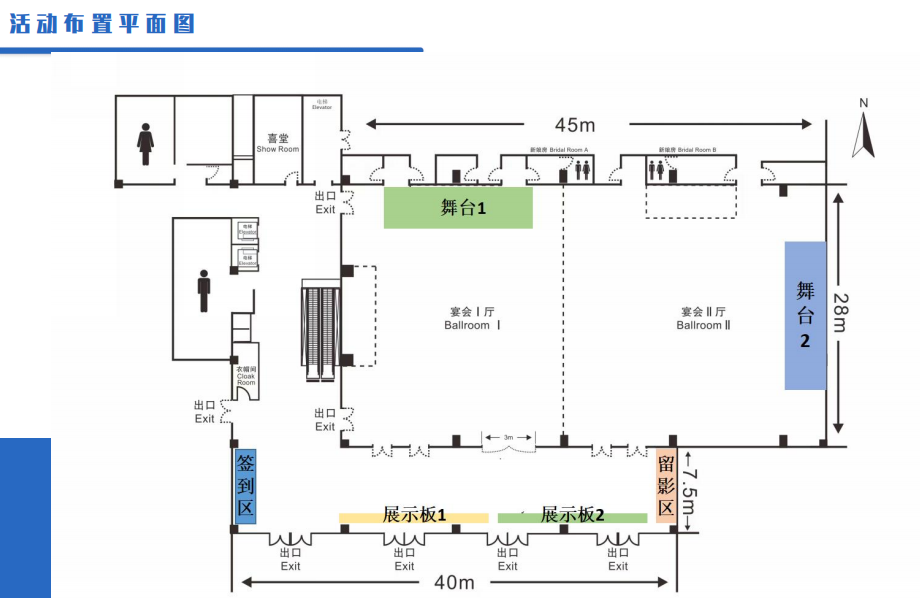 活动布置平面图
N
电梯
Elevator
喜堂
Show Room
45m
新娘房 Bridal Room A
新娘房 Bridal Room B
出口
Exit
舞台1
电梯
Elevator
电梯
Elevator
舞台2
28m
宴会Ⅰ厅
Ballroom Ⅰ
宴会Ⅱ厅
Ballroom Ⅱ
衣帽间
Cloak
Room
出口
Exit
出口
Exit
3m
签到区
留影区
7.5m
展示板1
展示板2
出口
Exit
出口
Exit
出口
Exit
出口
Exit
40m